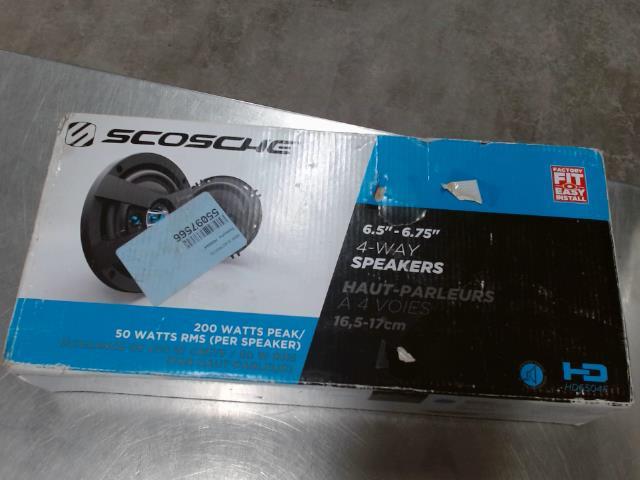 SCOSCHE
FACTORY
FIT
EASY
INSTALL
55097566
6.5" - 6.75"
4-WAY
SPEAKERS
HAUT-PARLEURS
À 4 VOIES
16,5-17cm
200 WATTS PEAK/
50 WATTS RMS (PER SPEAKER)
HD